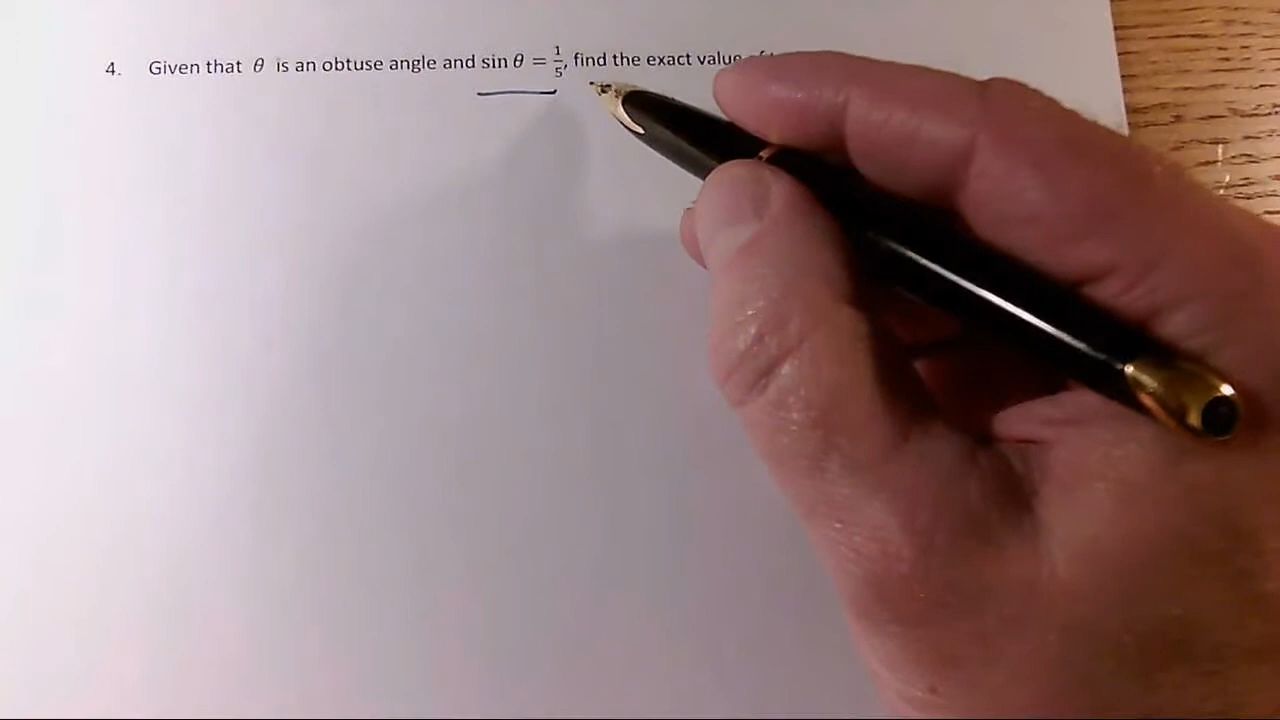 4. Given that θ is an obtuse angle and sin θ = 1/5, find the exact value